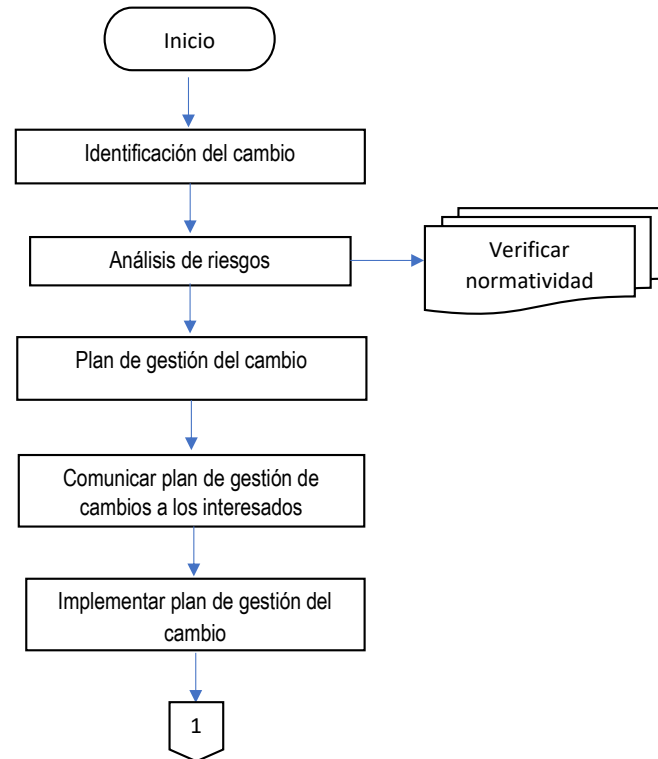 Inicio
Identificación del cambio
Análisis de riesgos
Verificar
normatividad
Plan de gestión del cambio
Comunicar plan de gestión de
cambios a los interesados
Implementar plan de gestión del
cambio
1